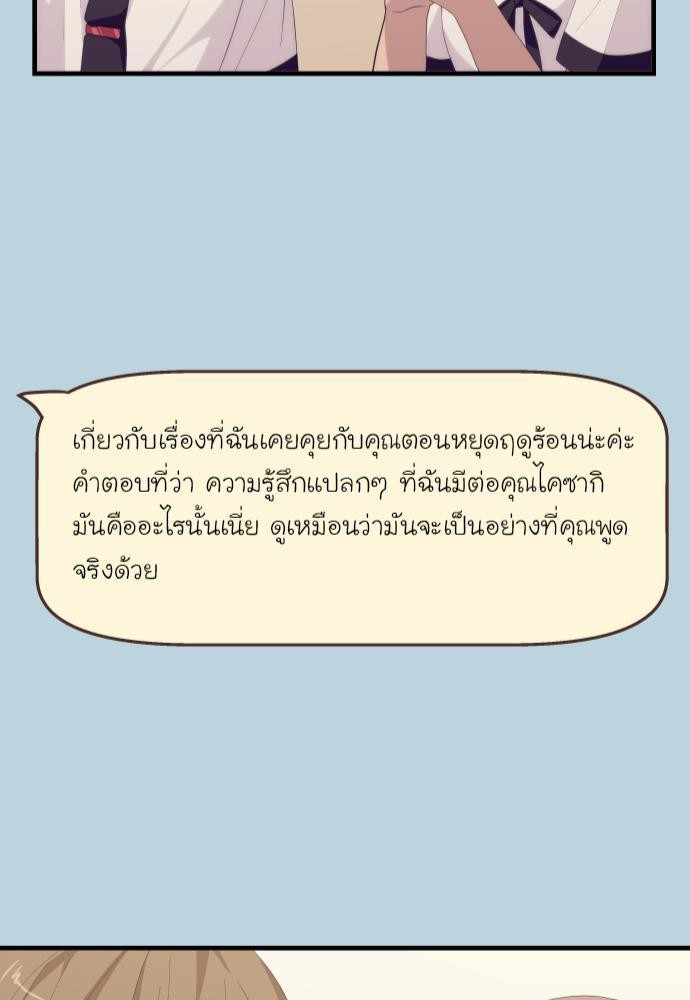 เกี่ยวกับเรื่องที่ฉันเคยคุยกับคุณตอนหยุดฤดูร้อนน่ะค่ะ
คำตอบที่ว่า ความรู้สึกแปลกๆ ที่ฉันมีต่อคุณไคซากิ
มันคืออะไรนั้นเนี่ย ดูเหมือนว่ามันจะเป็นอย่างที่คุณพูด
จริงด้วย